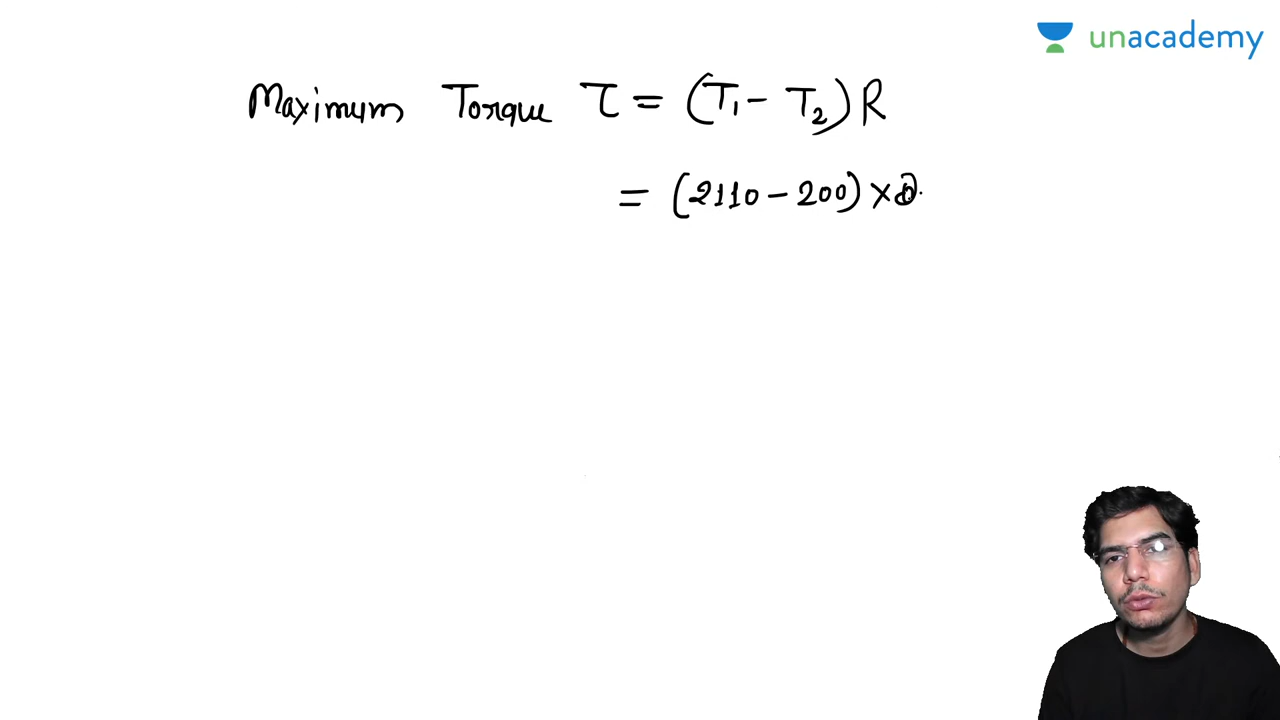 unacademy
Maximum Torque τ = (T₁ - T₂) R
= (2110 - 200) ×